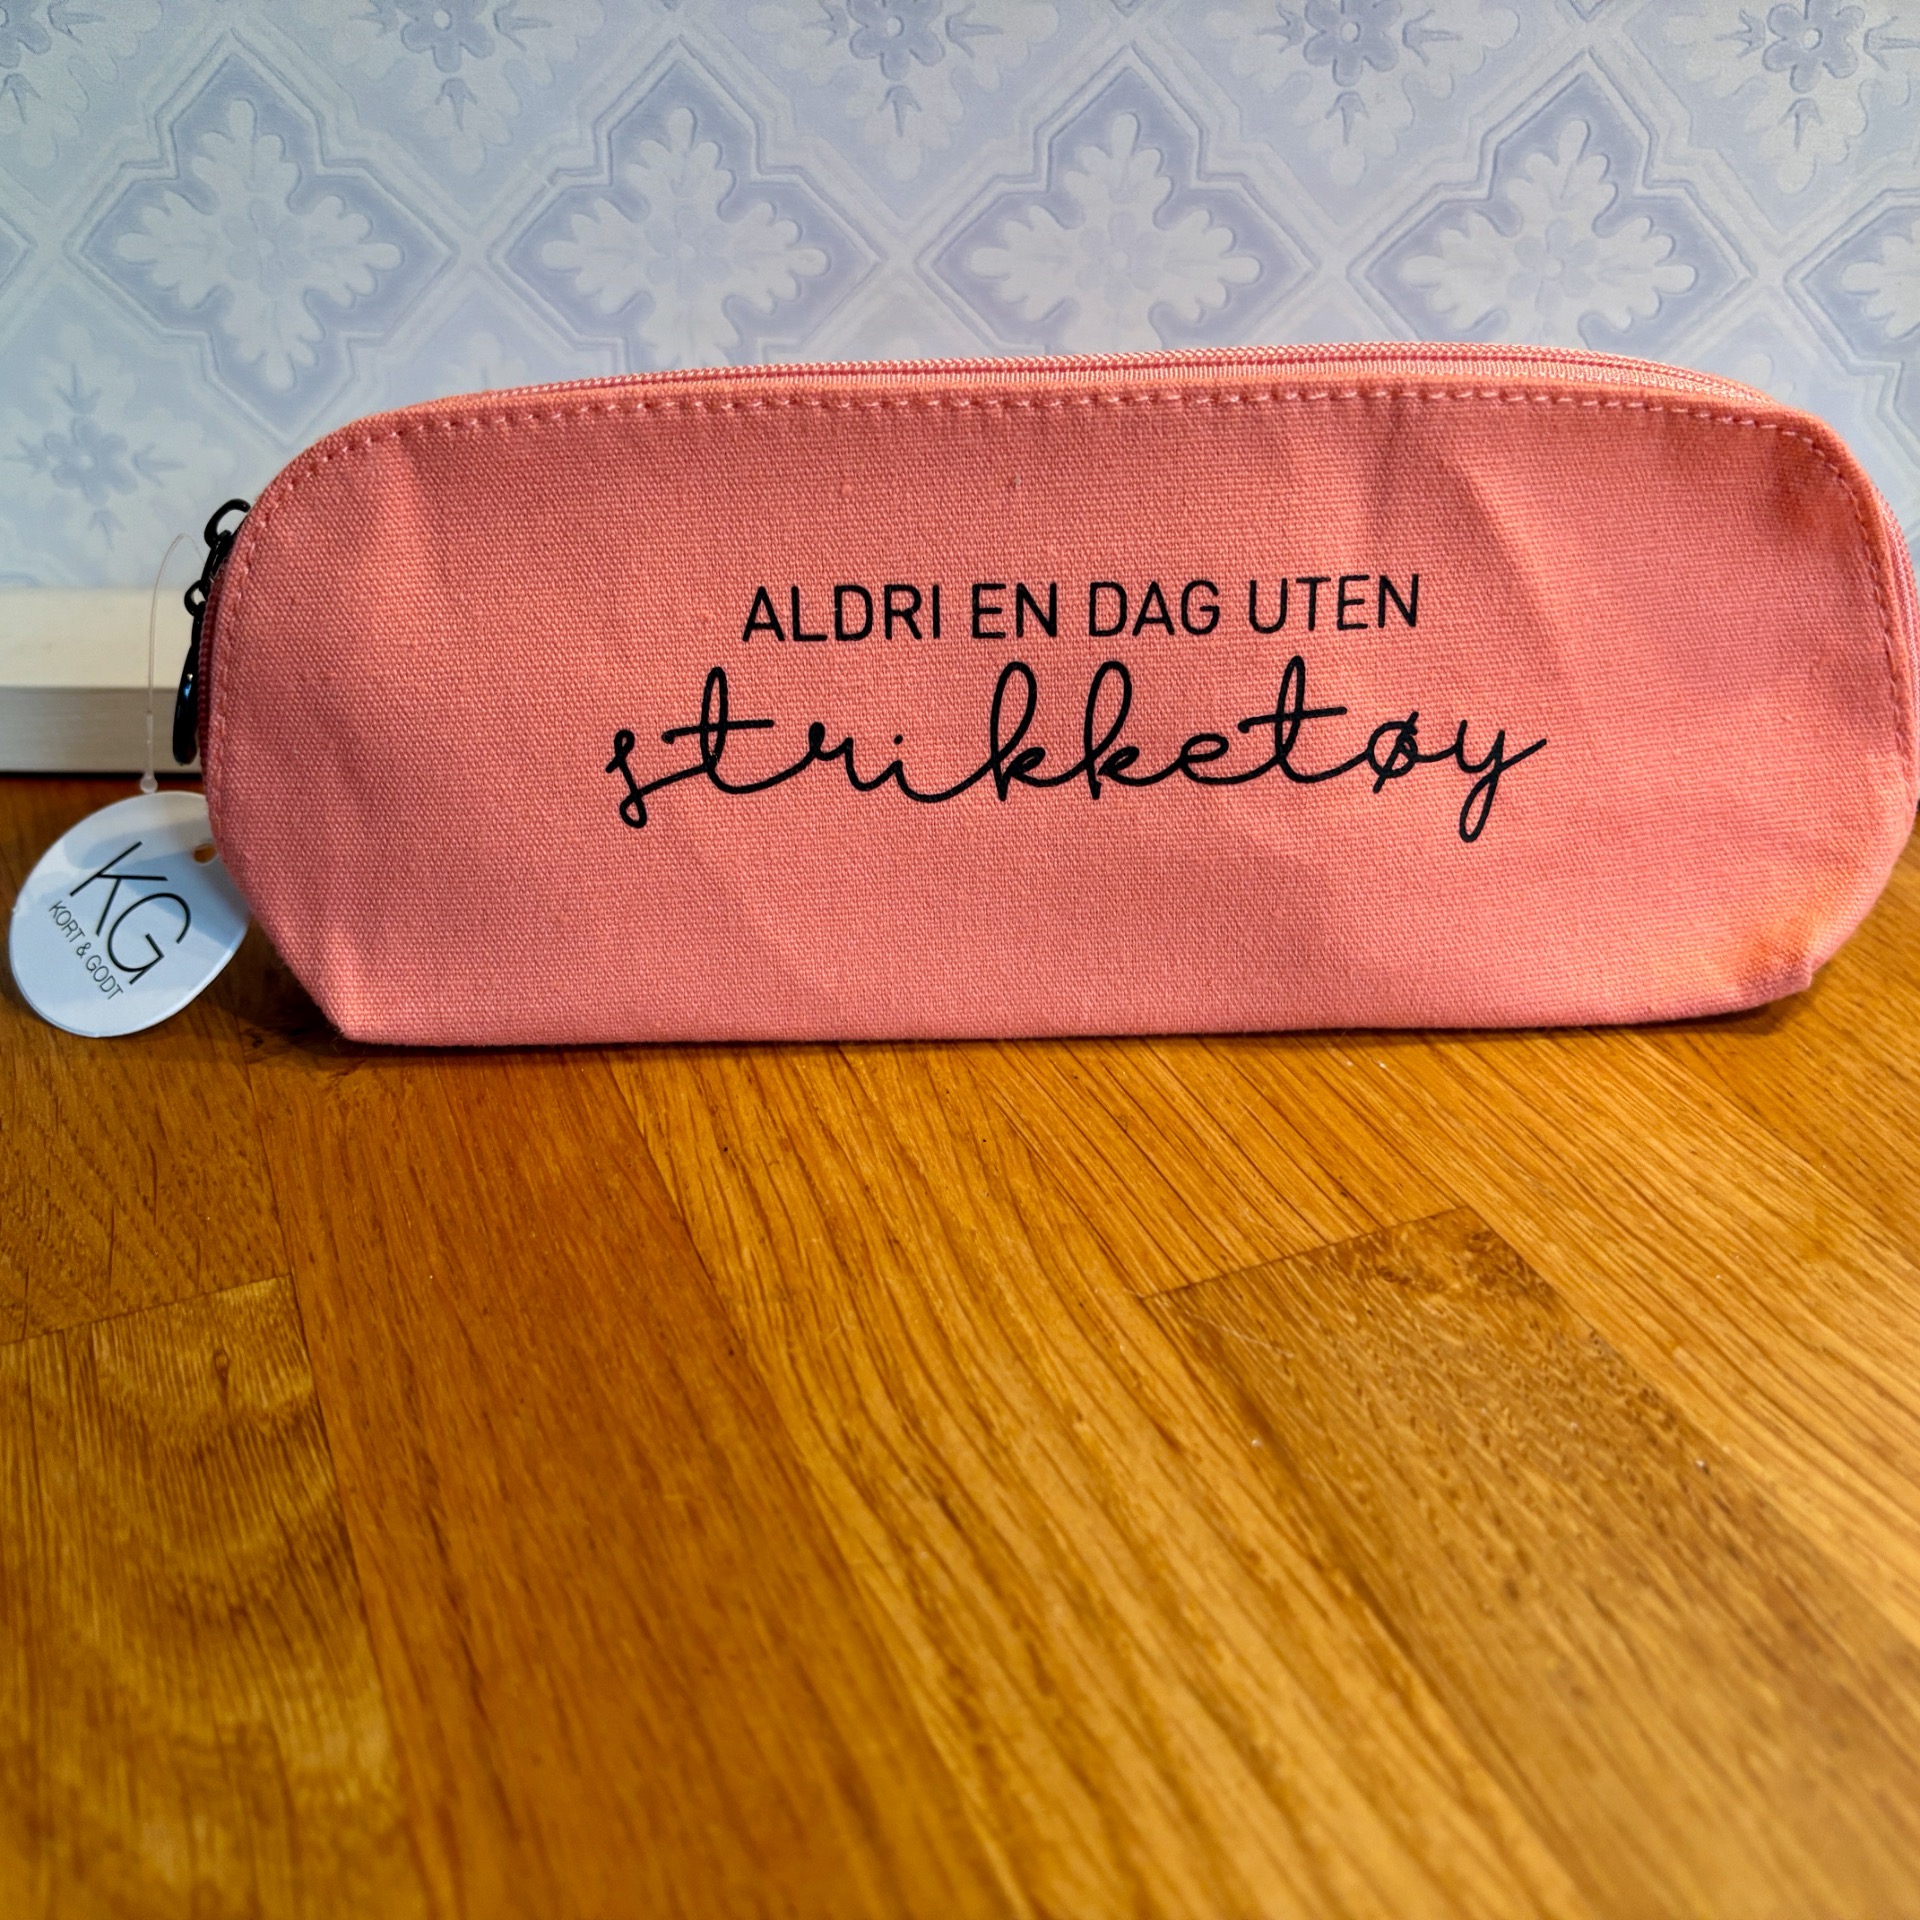 ALDRI EN DAG UTEN
strikketøy
KG
KORT & GODT